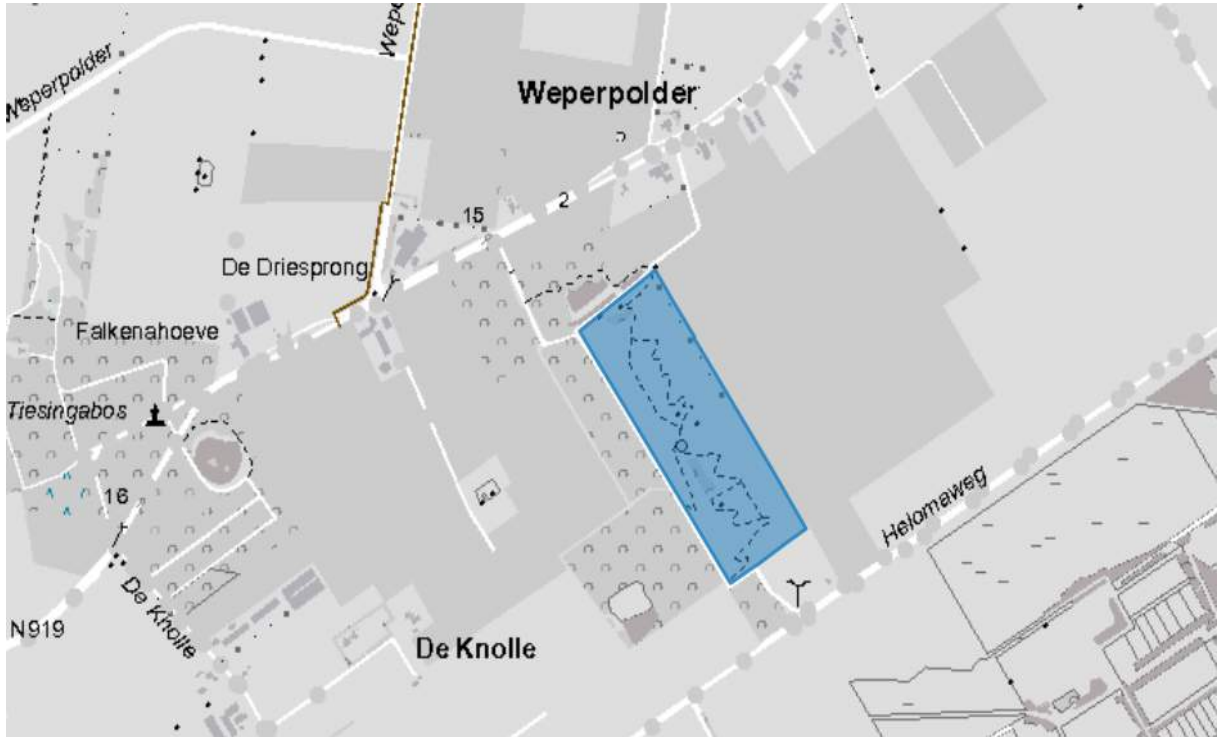 Weperpolder
Wepe
Weperpolder
15
2
De Driesprong
Falkenahoeve
Tiesingabos
16
Helomaweg
De Knolle
N919
De Knolle